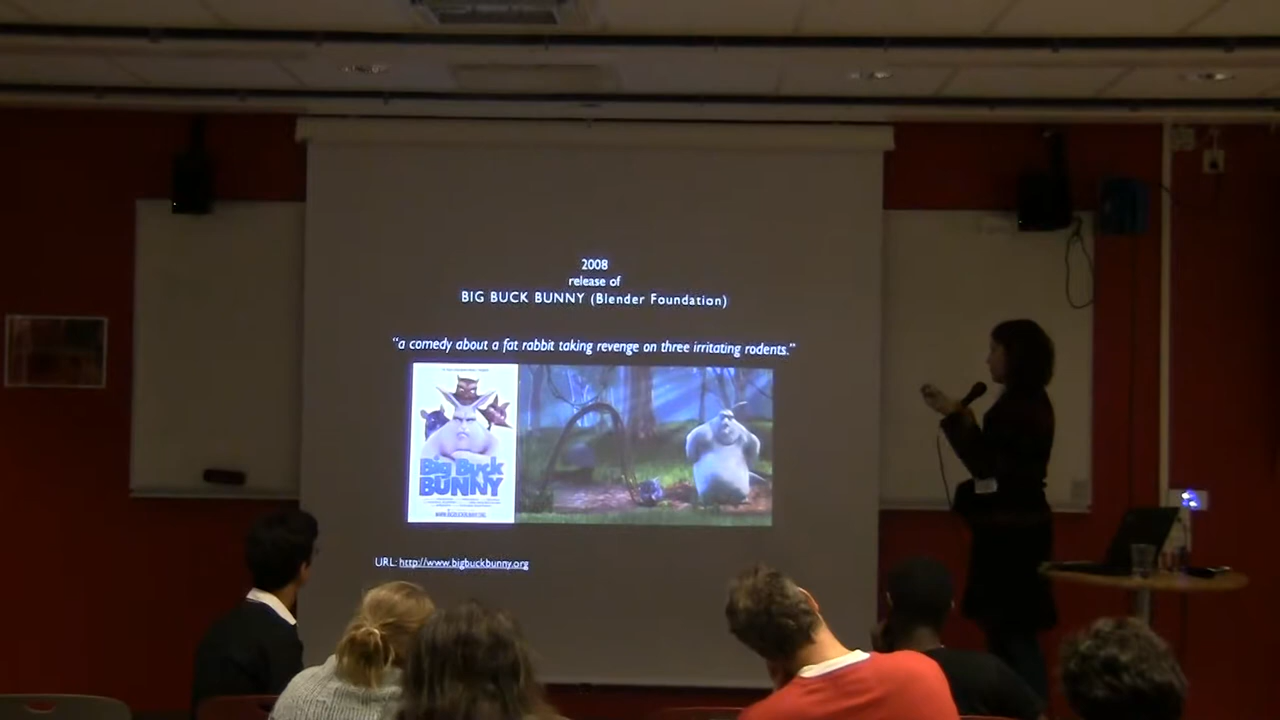 2008
release of
BIG BUCK BUNNY (Blender Foundation)
"a comedy about a fat rabbit taking revenge on three irritating rodents."
Big Buck
BUNNY
URL: http://www.bigbuckbunny.org